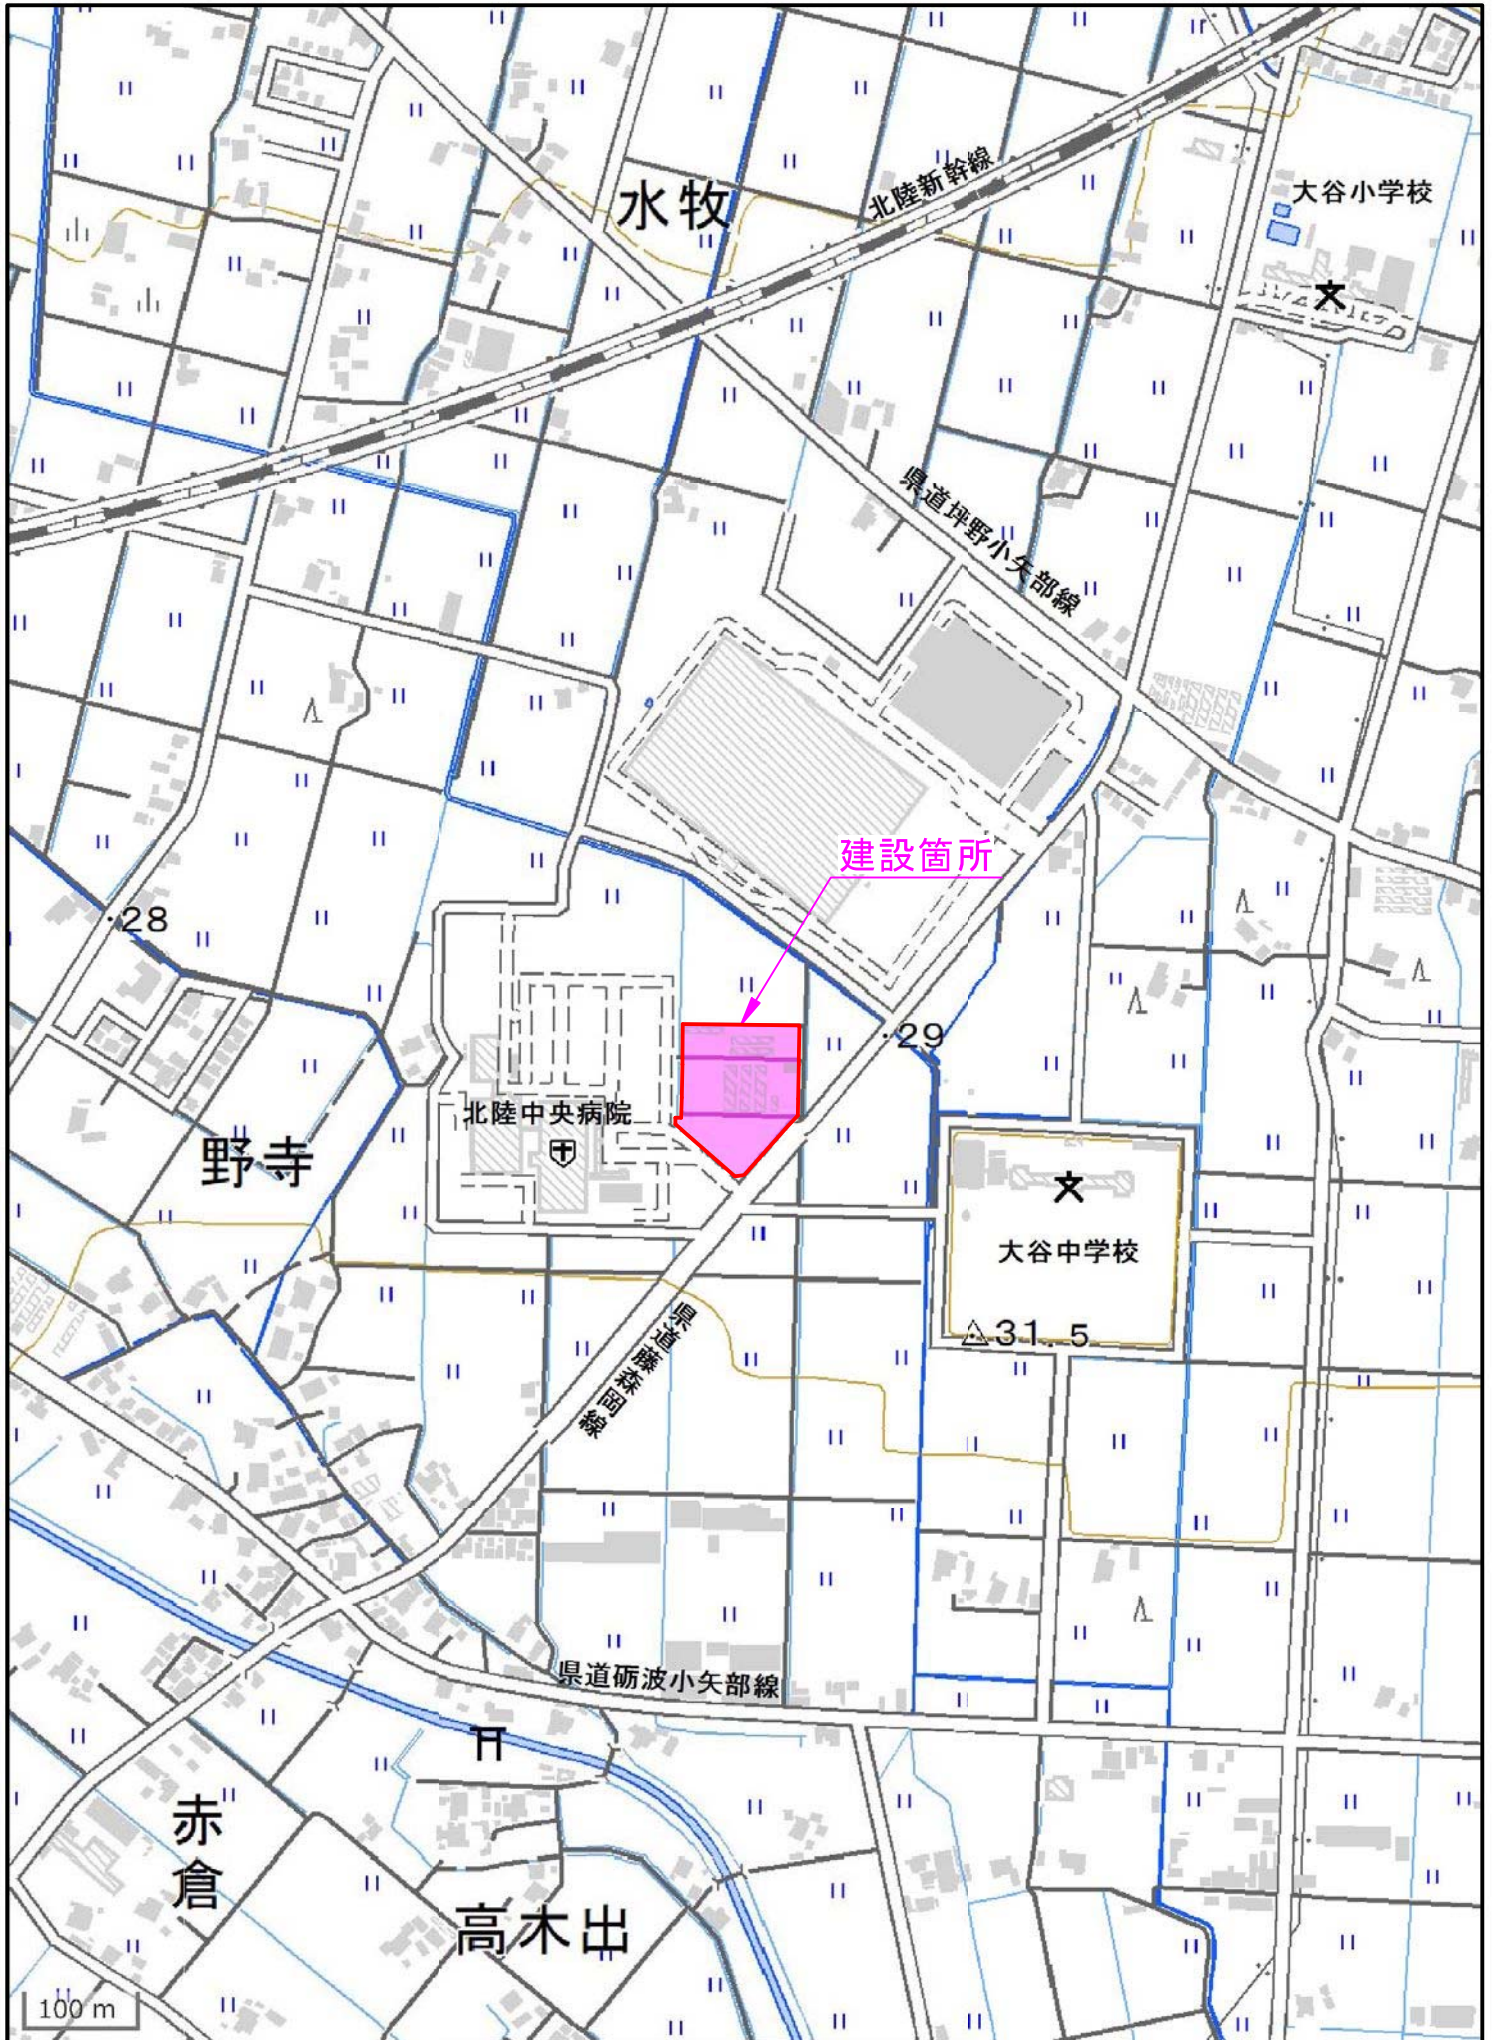 水牧
北陸新幹線
大谷小学校
県道坪野小矢部線
建設箇所
28
29
北陸中央病院
野寺
大谷中学校
31.5
県道藤森岡線
県道砺波小矢部線
赤倉
高木出
100 m